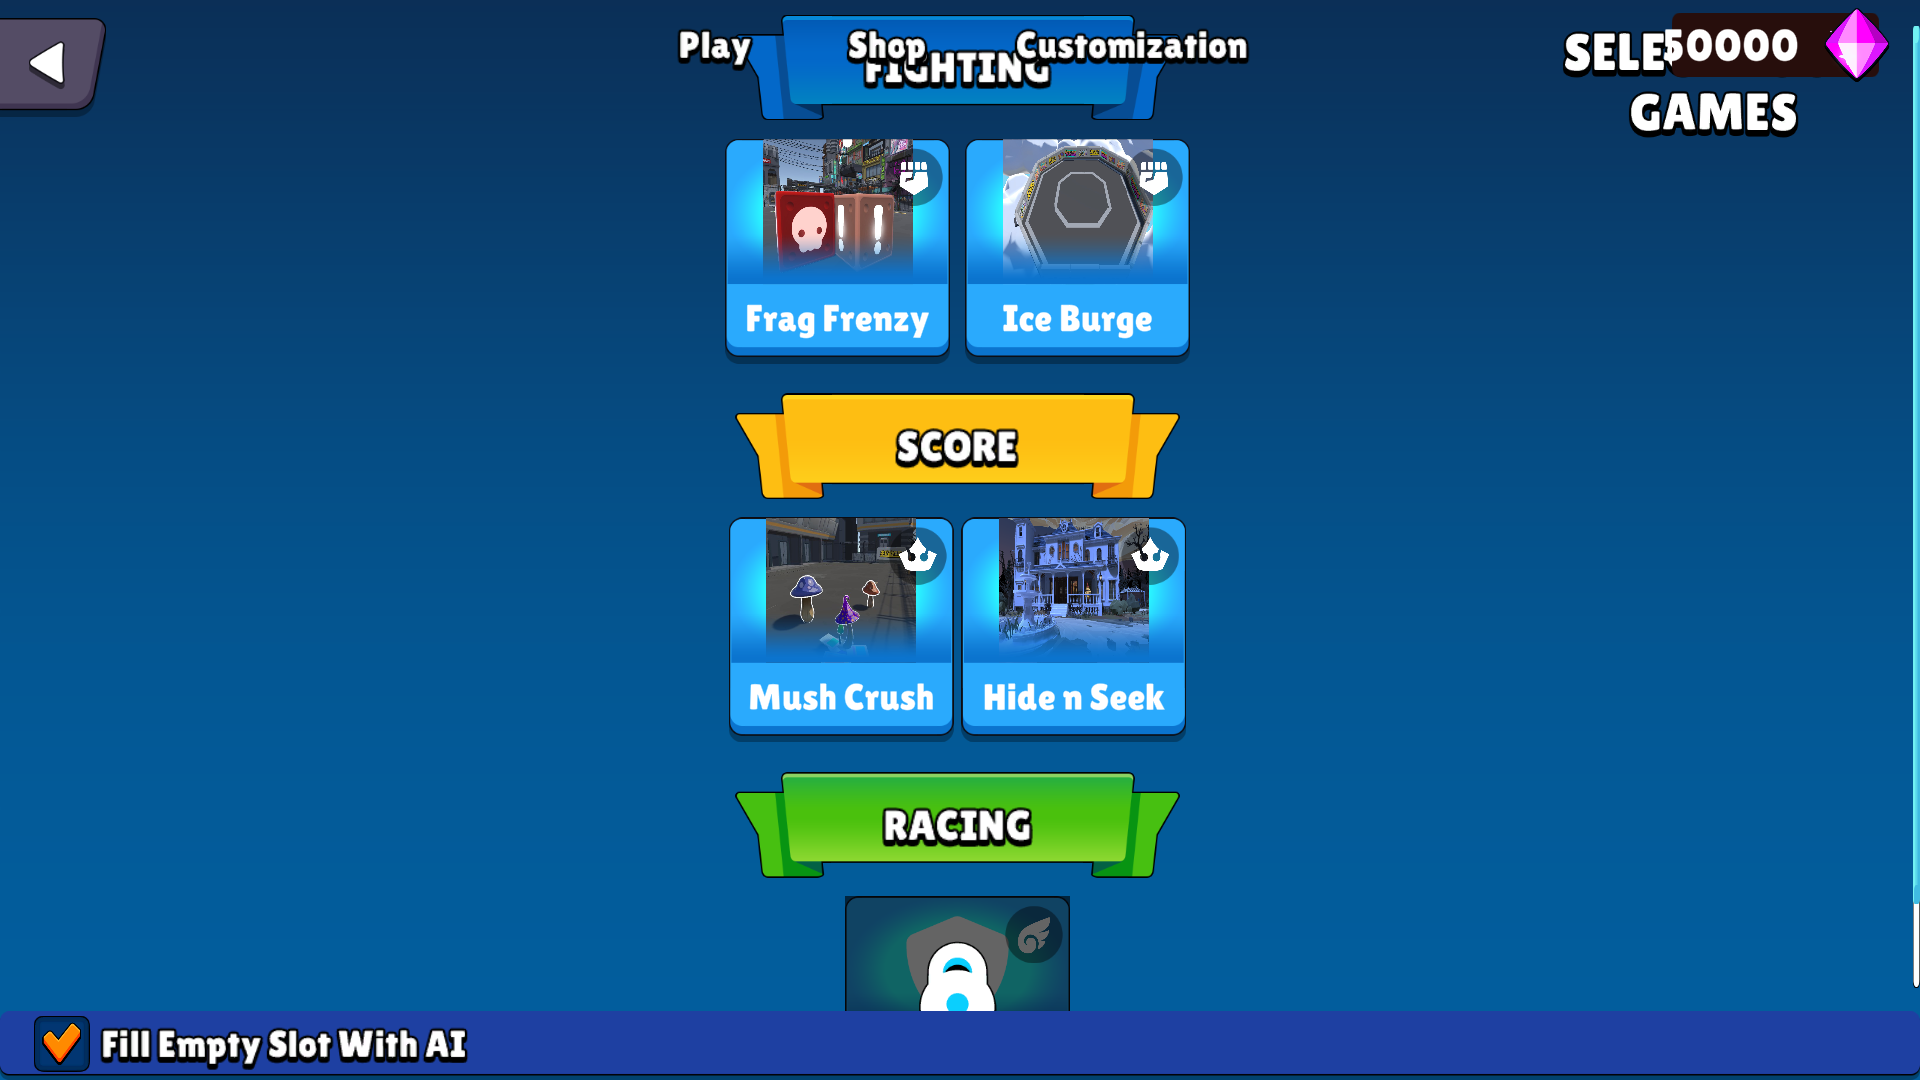 Play
Shop
Customization
FIGHTING
SELE
50000
GAMES
Frag Frenzy
Ice Burge
SCORE
Mush Crush
Hide n Seek
RACING
Fill Empty Slot With AI